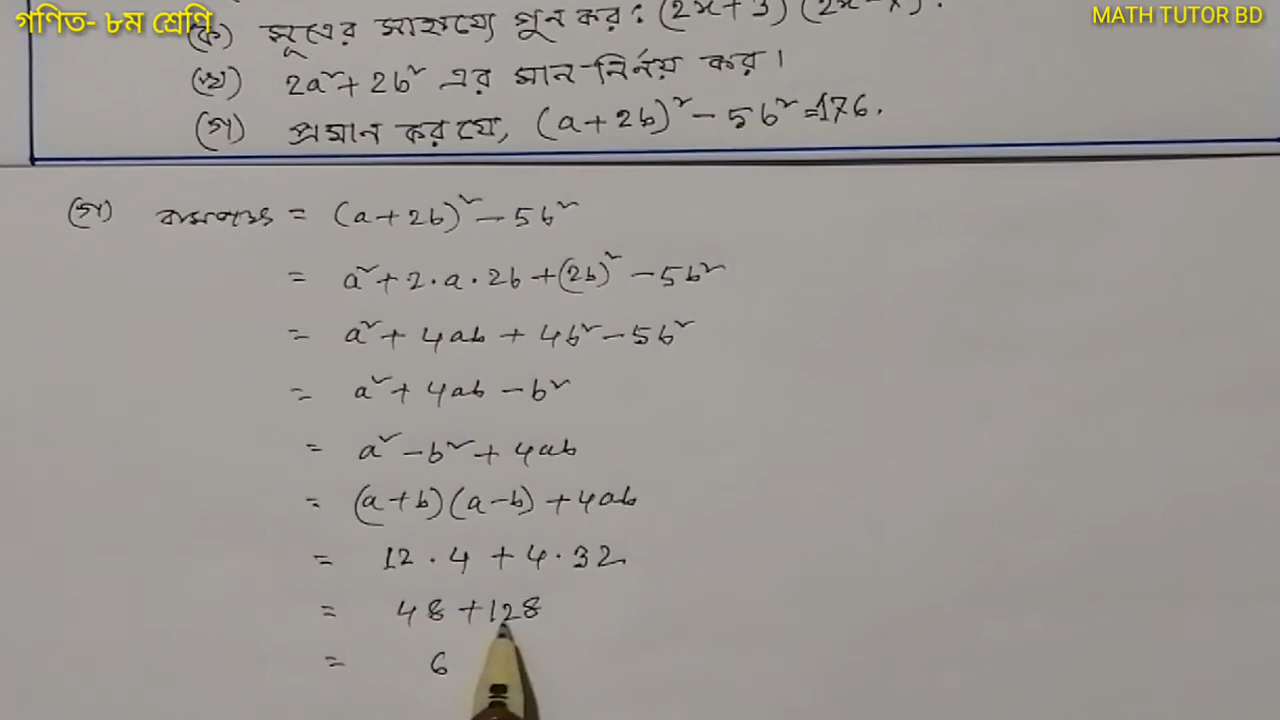 গণিত- ৮ম শ্রেণি
MATH TUTOR BD
(ক) সূত্রের সাহায্যে গুন কর : (2x+3)
(খ) 2a²+2b² এর মান নির্নয় কর।
(গ) প্রমান কর যে, (a+2b)² - 5b² = 176.
(গ) বামপক্ষ = (a+2b)² - 5b²
= a² + 2·a·2b + (2b)² - 5b²
= a² + 4ab + 4b² - 5b²
= a² + 4ab - b²
= a² - b² + 4ab
= (a+b)(a-b) + 4ab
= 12·4 + 4·32
= 48 + 128
= 6